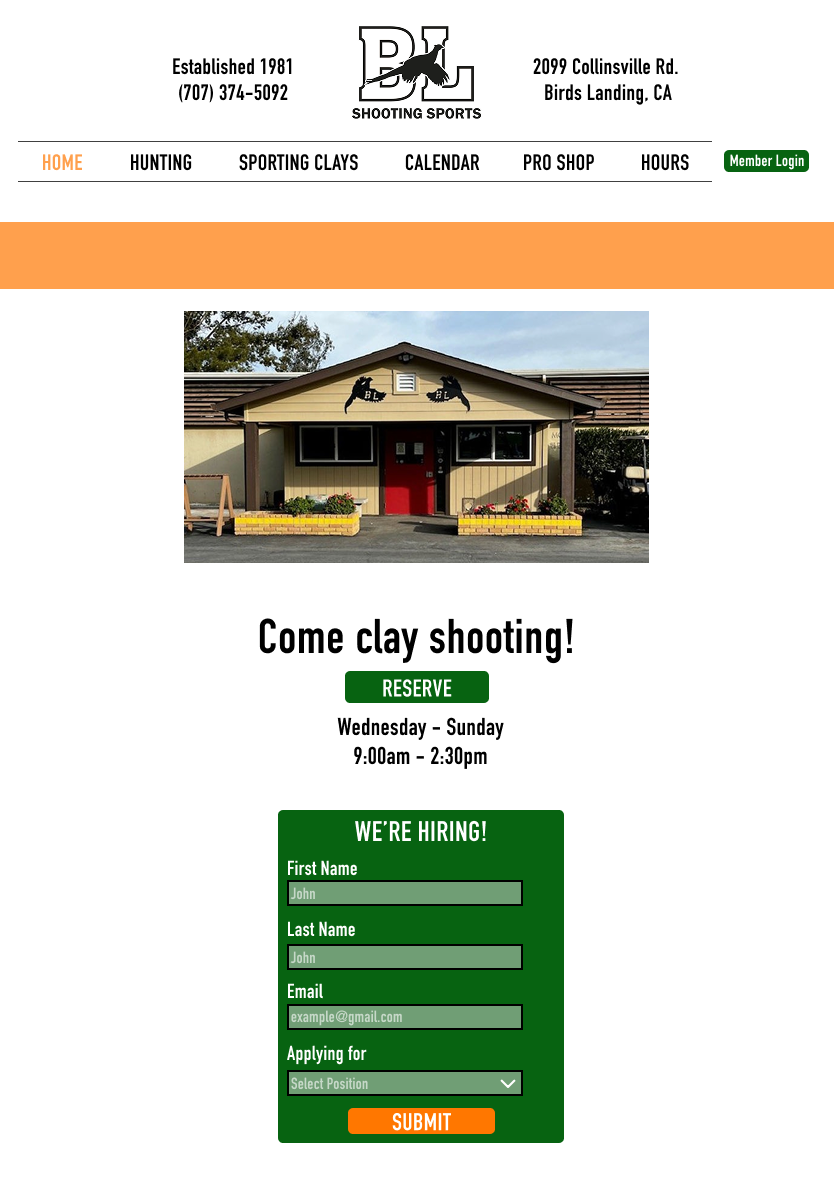 Established 1981
(707) 374-5092
BL
SHOOTING SPORTS
2099 Collinsville Rd.
Birds Landing, CA
HOME HUNTING SPORTING CLAYS CALENDAR PRO SHOP HOURS Member Login
BL BL
Come clay shooting!
RESERVE
Wednesday - Sunday
9:00am - 2:30pm
WE’RE HIRING!
First Name
John
Last Name
John
Email
example@gmail.com
Applying for
Select Position
SUBMIT